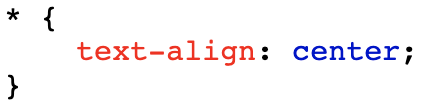 * {
    text-align: center;
}